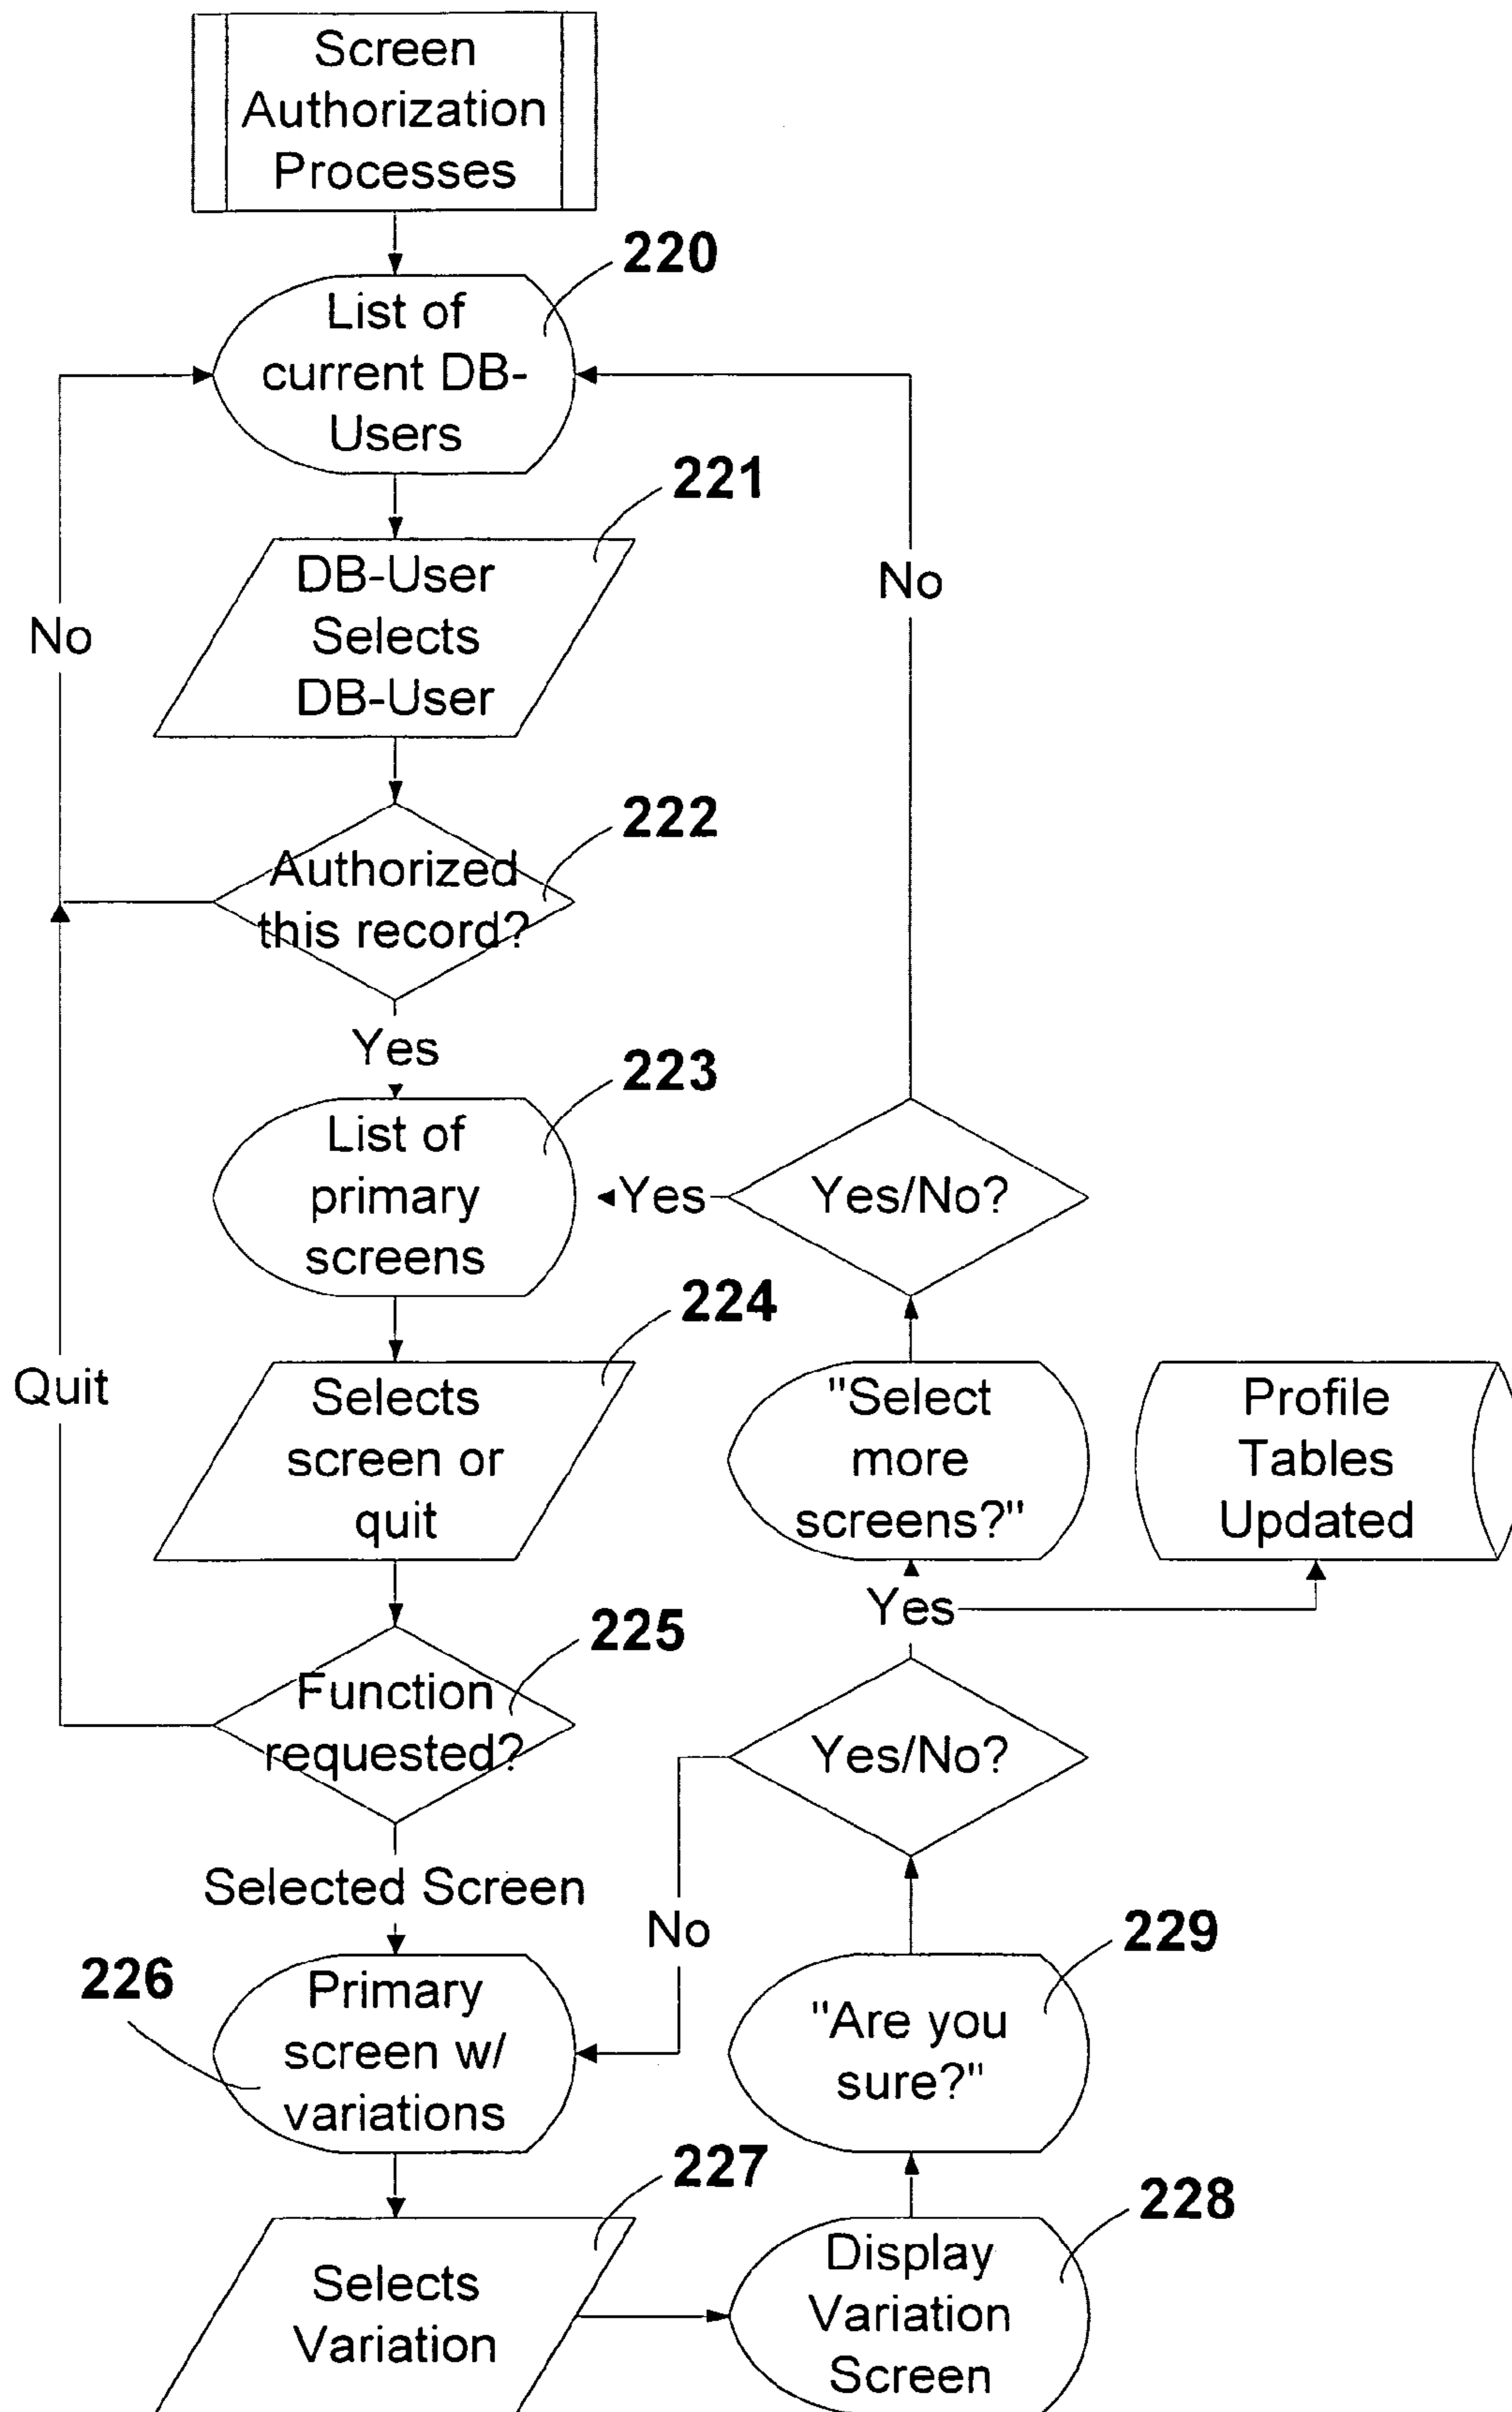 Screen
Authorization
Processes
220
List of
current DB-
Users
221
DB-User
Selects
DB-User
No
No
222
Authorized
this record?
Yes
223
List of
primary
screens
Yes
Yes/No?
224
Selects
screen or
quit
Quit
"Select
more
screens?"
Profile
Tables
Updated
Yes
225
Function
requested?
Yes/No?
Selected Screen
No
226
Primary
screen w/
variations
229
"Are you
sure?"
227
Selects
Variation
228
Display
Variation
Screen